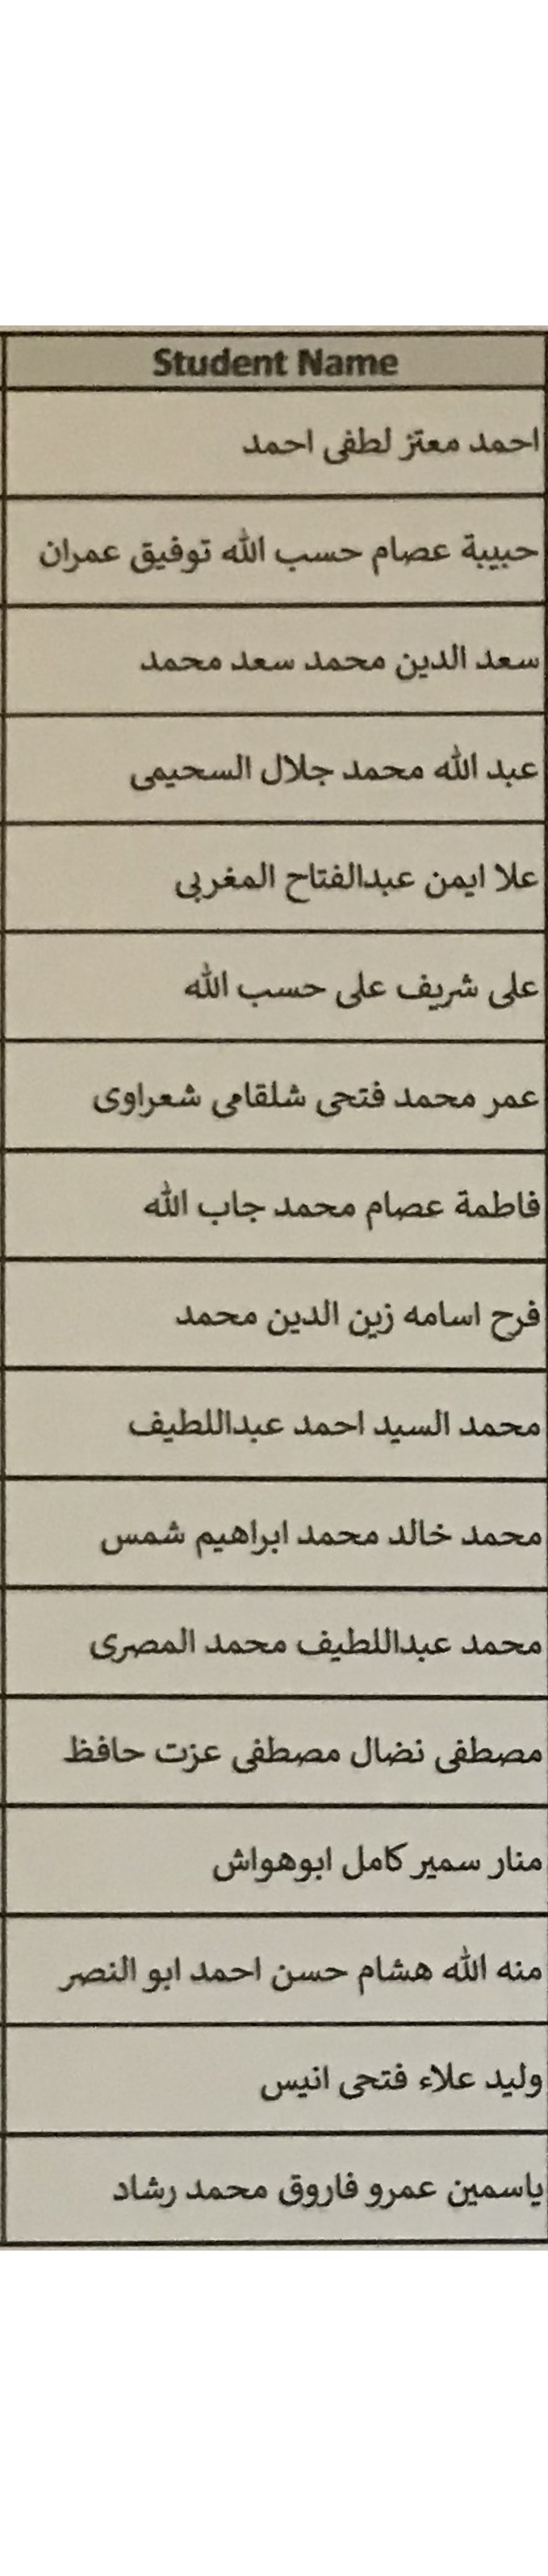 Student Name
احمد معتز لطفى احمد
حبيبة عصام حسب الله توفيق عمران
سعد الدين محمد سعد محمد
عبد الله محمد جلال السحيمى
علا ايمن عبدالفتاح المغربى
على شريف على حسب الله
عمر محمد فتحى شلقامى شعراوى
فاطمة عصام محمد جاب الله
فرح اسامه زين الدين محمد
محمد السيد احمد عبداللطيف
محمد خالد محمد ابراهيم شمس
محمد عبداللطيف محمد المصرى
مصطفى نضال مصطفى عزت حافظ
منار سمير كامل ابوهواش
منه الله هشام حسن احمد ابو النصر
وليد علاء فتحى انيس
ياسمين عمرو فاروق محمد رشاد